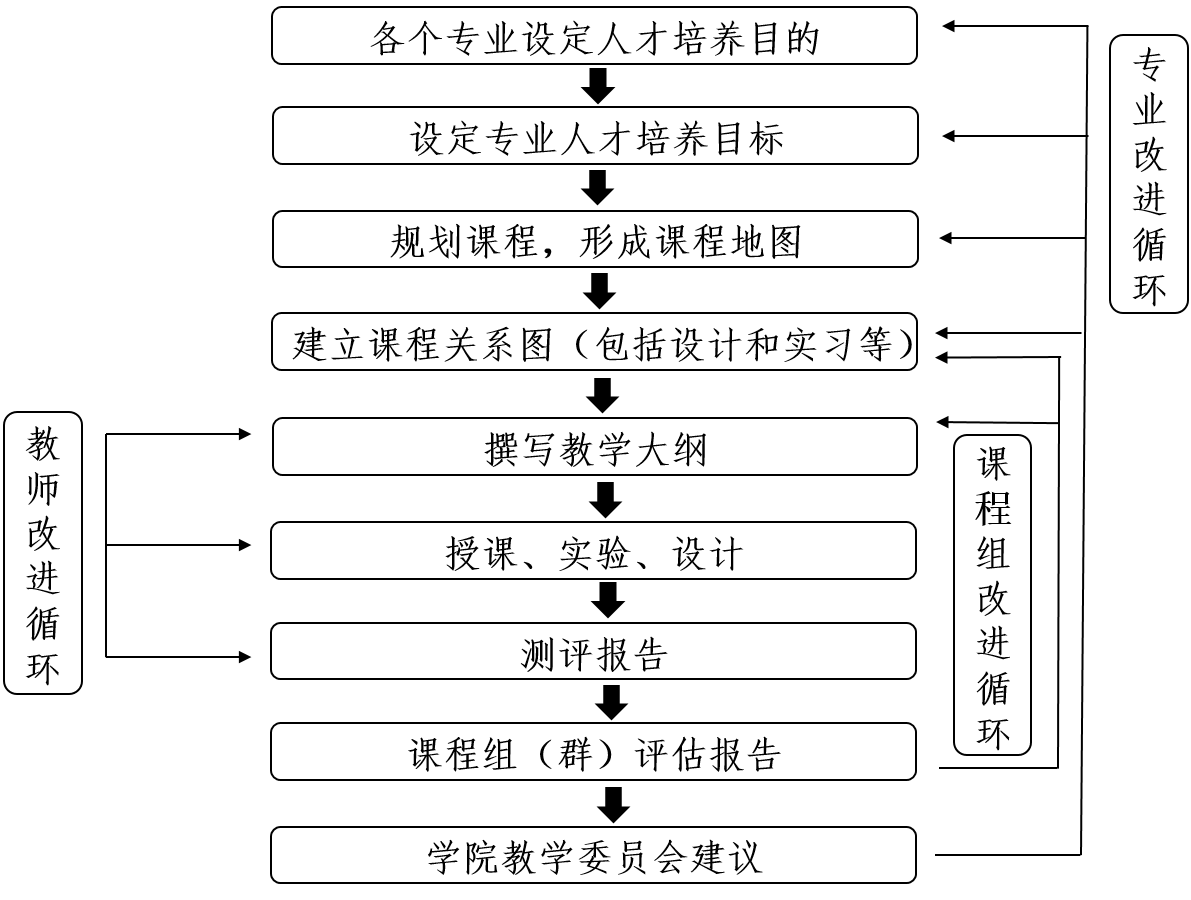 各个专业设定人才培养目的
设定专业人才培养目标
规划课程，形成课程地图
建立课程关系图（包括设计和实习等）
撰写教学大纲
授课、实验、设计
测评报告
课程组（群）评估报告
学院教学委员会建议
教师改进循环
课程组改进循环
专业改进循环